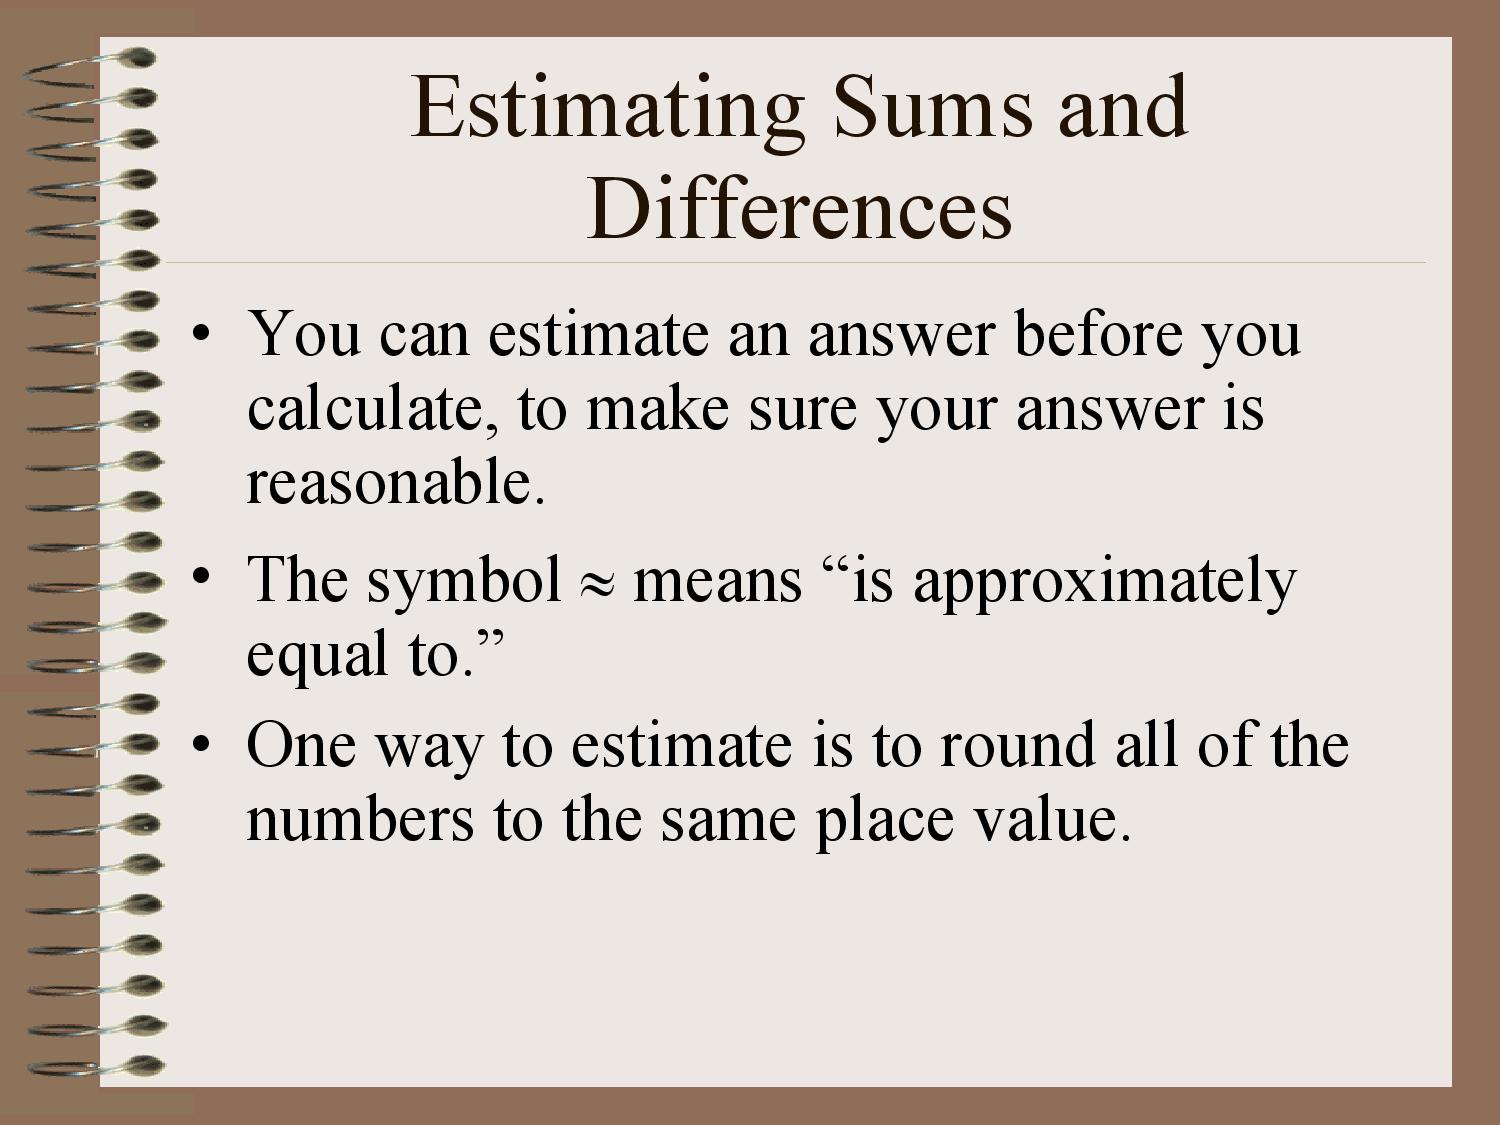 Estimating Sums and
Differences
• You can estimate an answer before you
calculate, to make sure your answer is
reasonable.
• The symbol ≈ means “is approximately
equal to.”
• One way to estimate is to round all of the
numbers to the same place value.